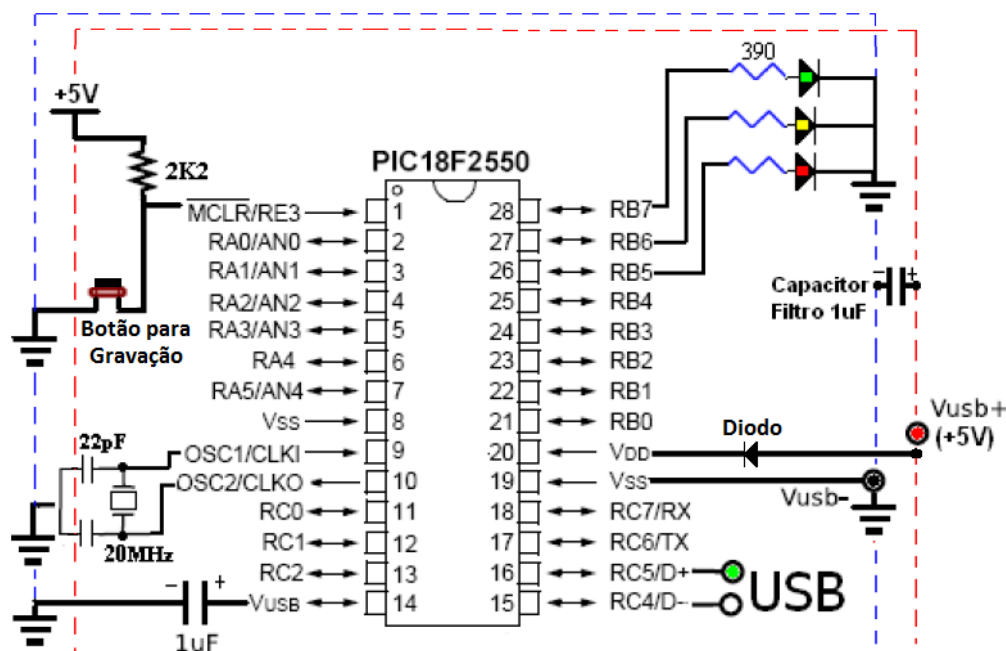 390
+5V
2K2
PIC18F2550
MCLR/RE3
1
28
RB7
RA0/AN0
2
27
RB6
RA1/AN1
3
26
RB5
RA2/AN2
4
25
RB4
RA3/AN3
5
24
RB3
RA4
6
23
RB2
RA5/AN4
7
22
RB1
Vss
8
21
RB0
OSC1/CLKI
9
20
VDD
OSC2/CLKO
10
19
Vss
RC0
11
18
RC7/RX
RC1
12
17
RC6/TX
RC2
13
16
RC5/D+
VUSB
14
15
RC4/D-
Botão para
Gravação
22pF
20MHz
− +
1uF
Capacitor
Filtro 1uF
− +
Diodo
Vusb+
(+5V)
Vusb-
USB